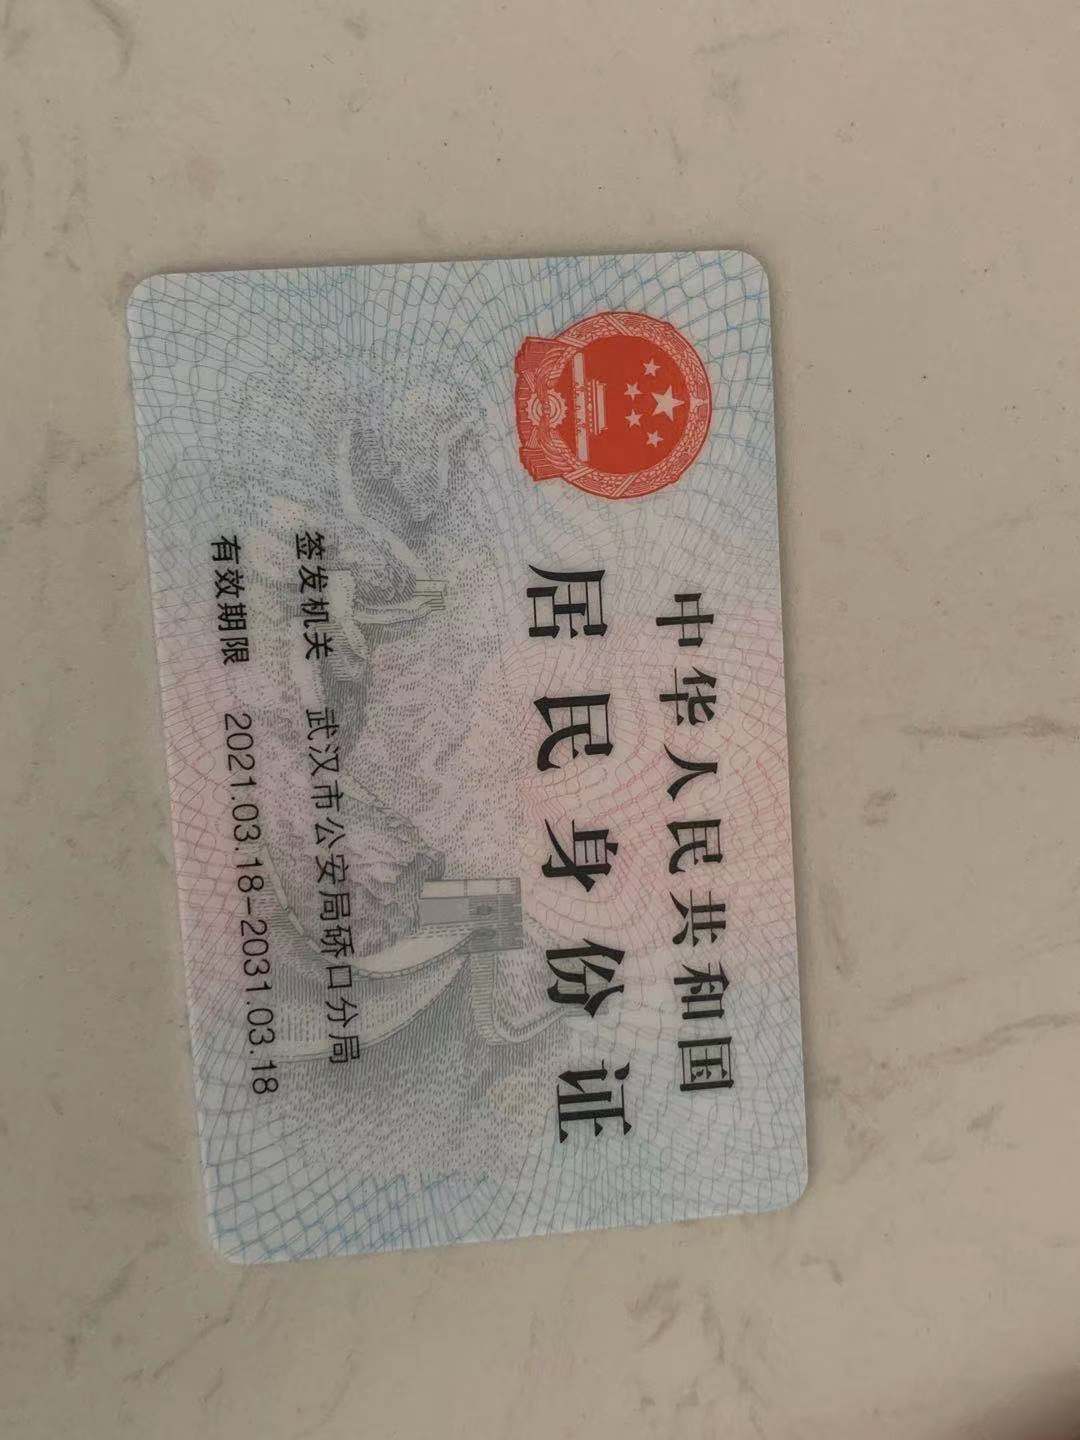 中华人民共和国
居民身份证
签发机关 武汉市公安局硚口分局
有效期限 2021.03.18-2031.03.18